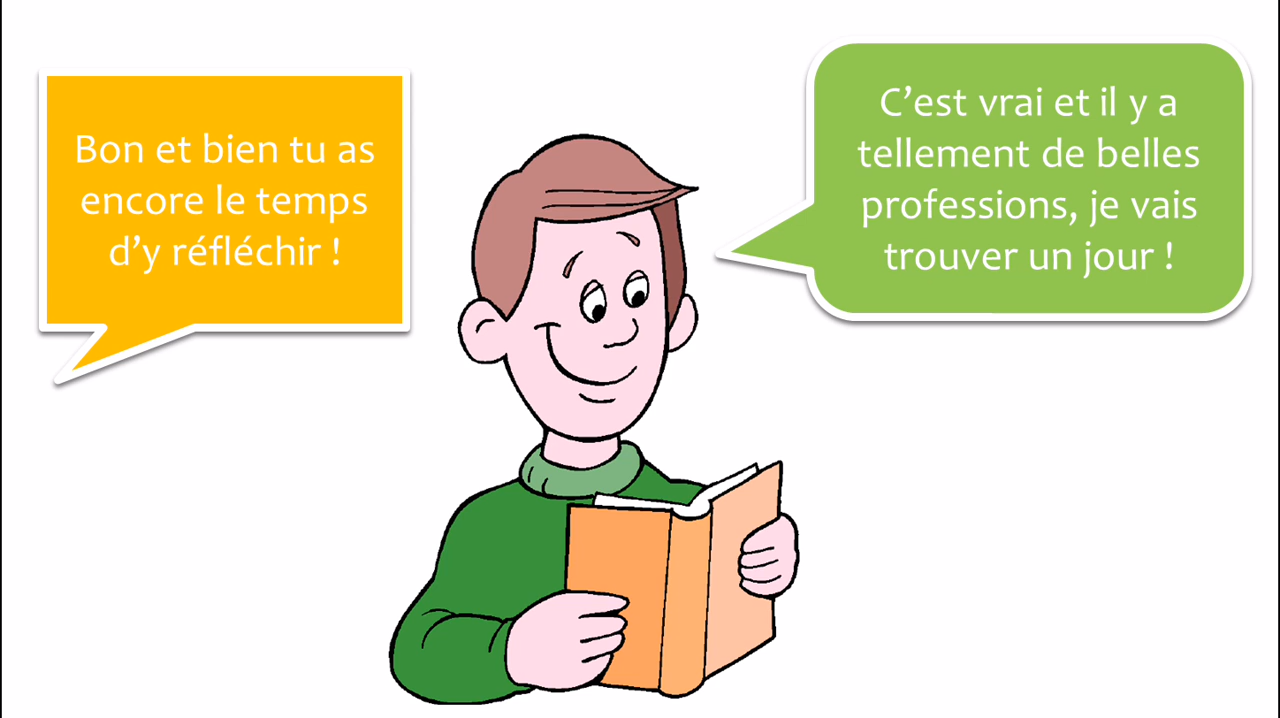 Bon et bien tu as
encore le temps
d’y réfléchir !
C’est vrai et il y a
tellement de belles
professions, je vais
trouver un jour !